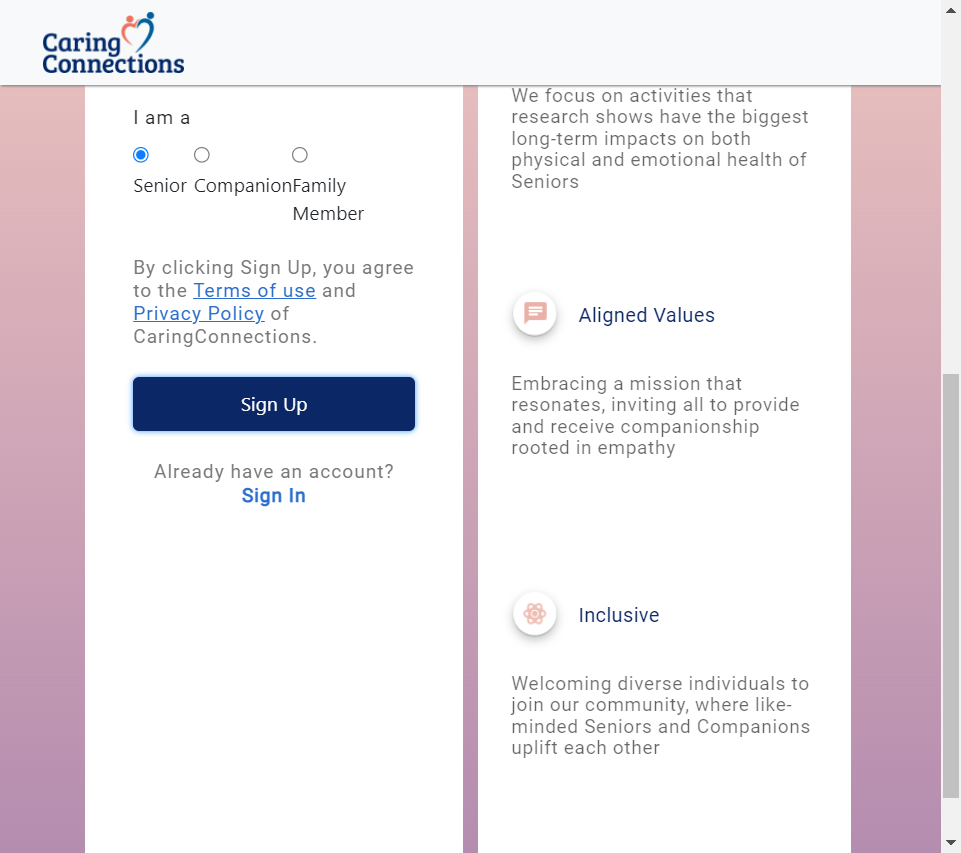 Caring
Connections
I am a
Senior Companion Family
Member
By clicking Sign Up, you agree
to the Terms of use and
Privacy Policy of
CaringConnections.
Sign Up
Already have an account?
Sign In
We focus on activities that
research shows have the biggest
long-term impacts on both
physical and emotional health of
Seniors
Aligned Values
Embracing a mission that
resonates, inviting all to provide
and receive companionship
rooted in empathy
Inclusive
Welcoming diverse individuals to
join our community, where like-
minded Seniors and Companions
uplift each other